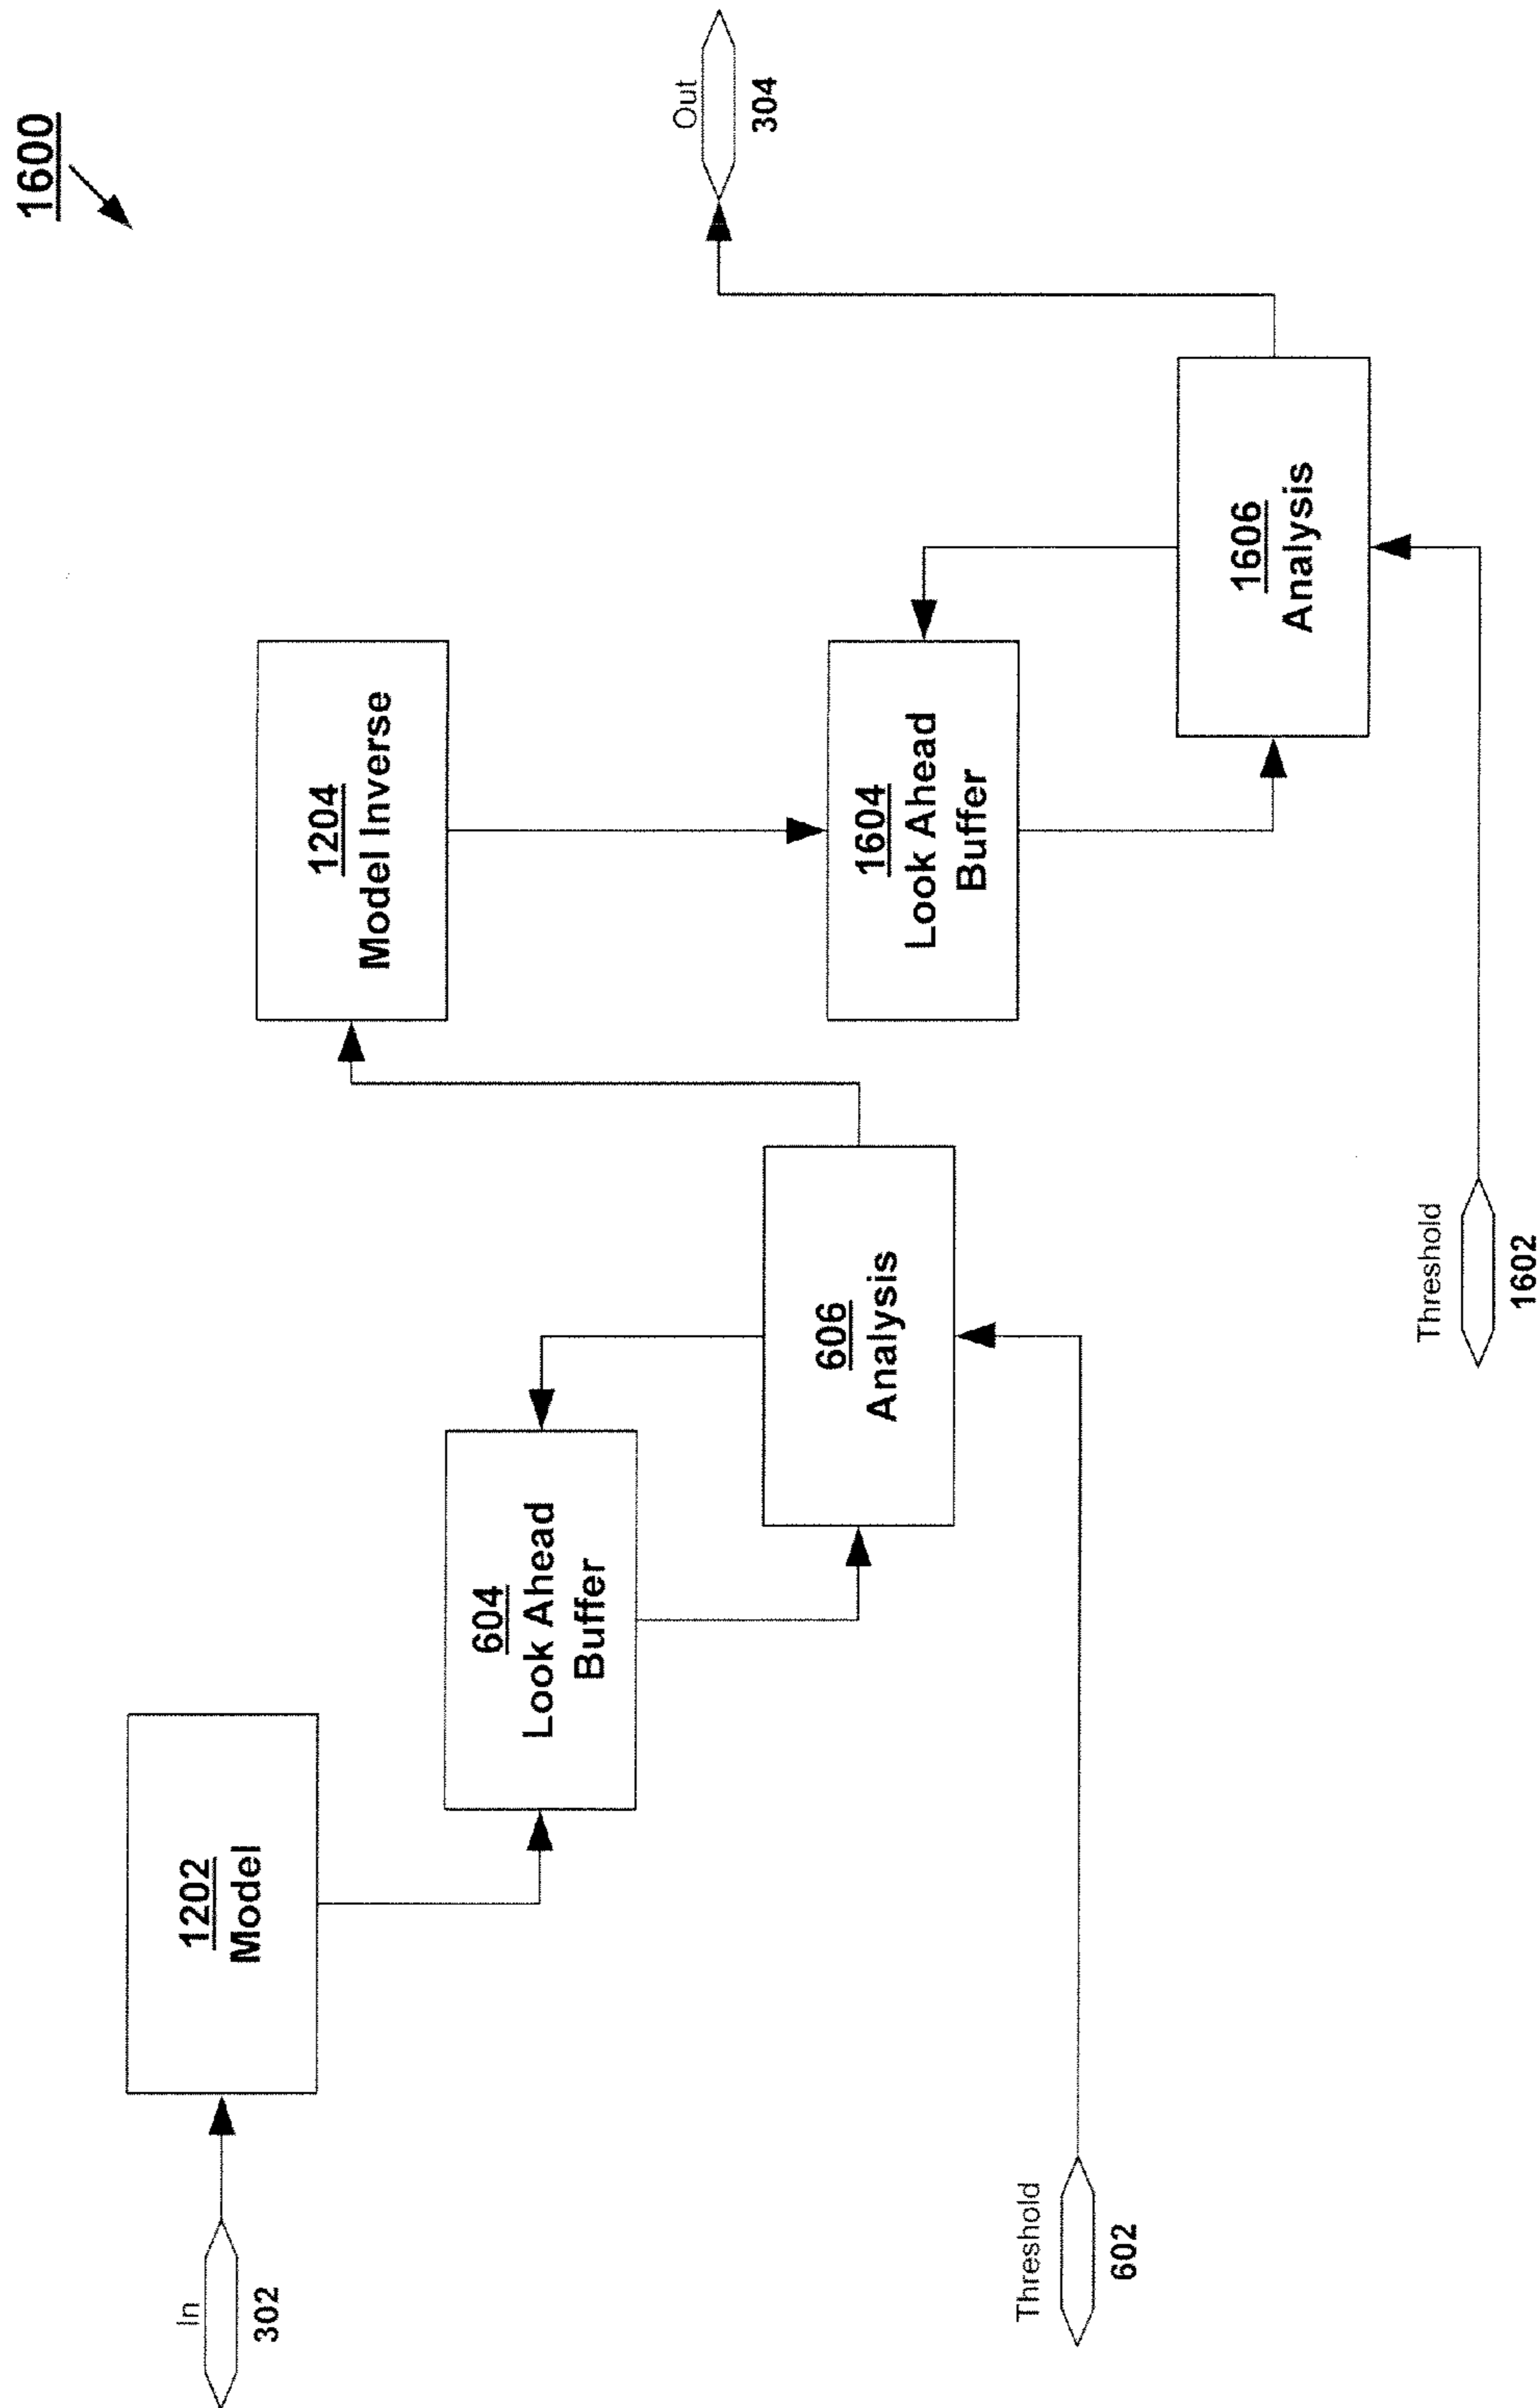 1600
In
302
1202
Model
604
Look Ahead
Buffer
606
Analysis
Threshold
602
1204
Model Inverse
1604
Look Ahead
Buffer
1606
Analysis
Threshold
1602
Out
304